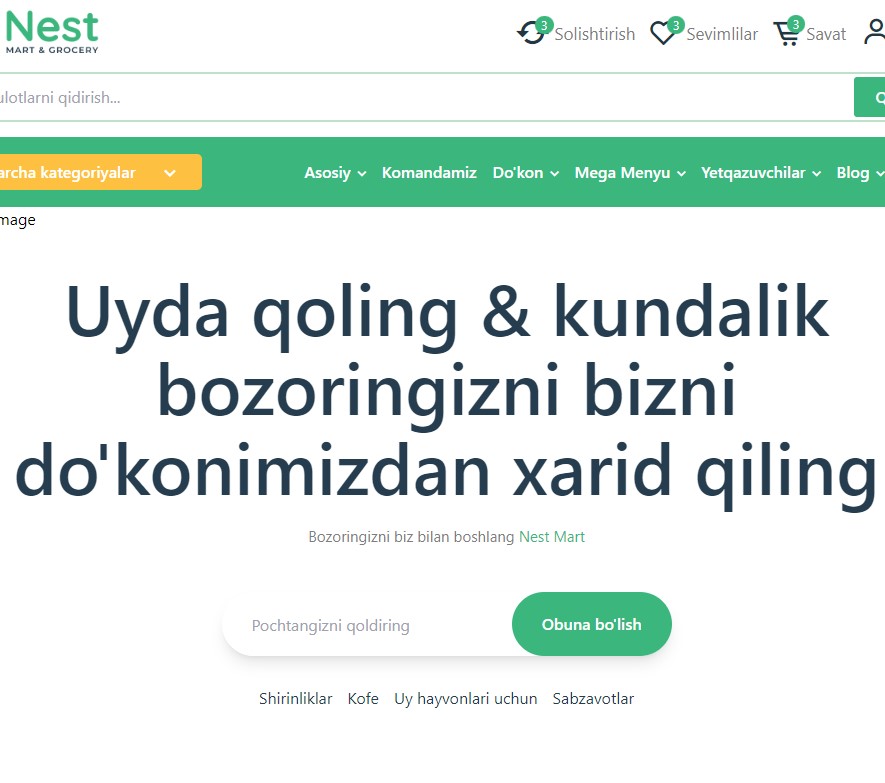 Nest
MART & GROCERY
3 Solishtirish 3 Sevimlilar 3 Savat
ulotlarni qidirish...
archa kategoriyalar
Asosiy Komandamiz Do'kon Mega Menyu Yetqazuvchilar Blog
mage
Uyda qoling & kundalik
bozoringizni bizni
do'konimizdan xarid qiling
Bozoringizni biz bilan boshlang Nest Mart
Pochtangizni qoldiring
Obuna bo'lish
Shirinliklar Kofe Uy hayvonlari uchun Sabzavotlar